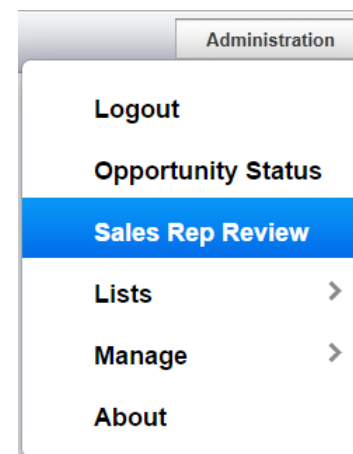 Administration
Logout
Opportunity Status
Sales Rep Review
Lists
Manage
About